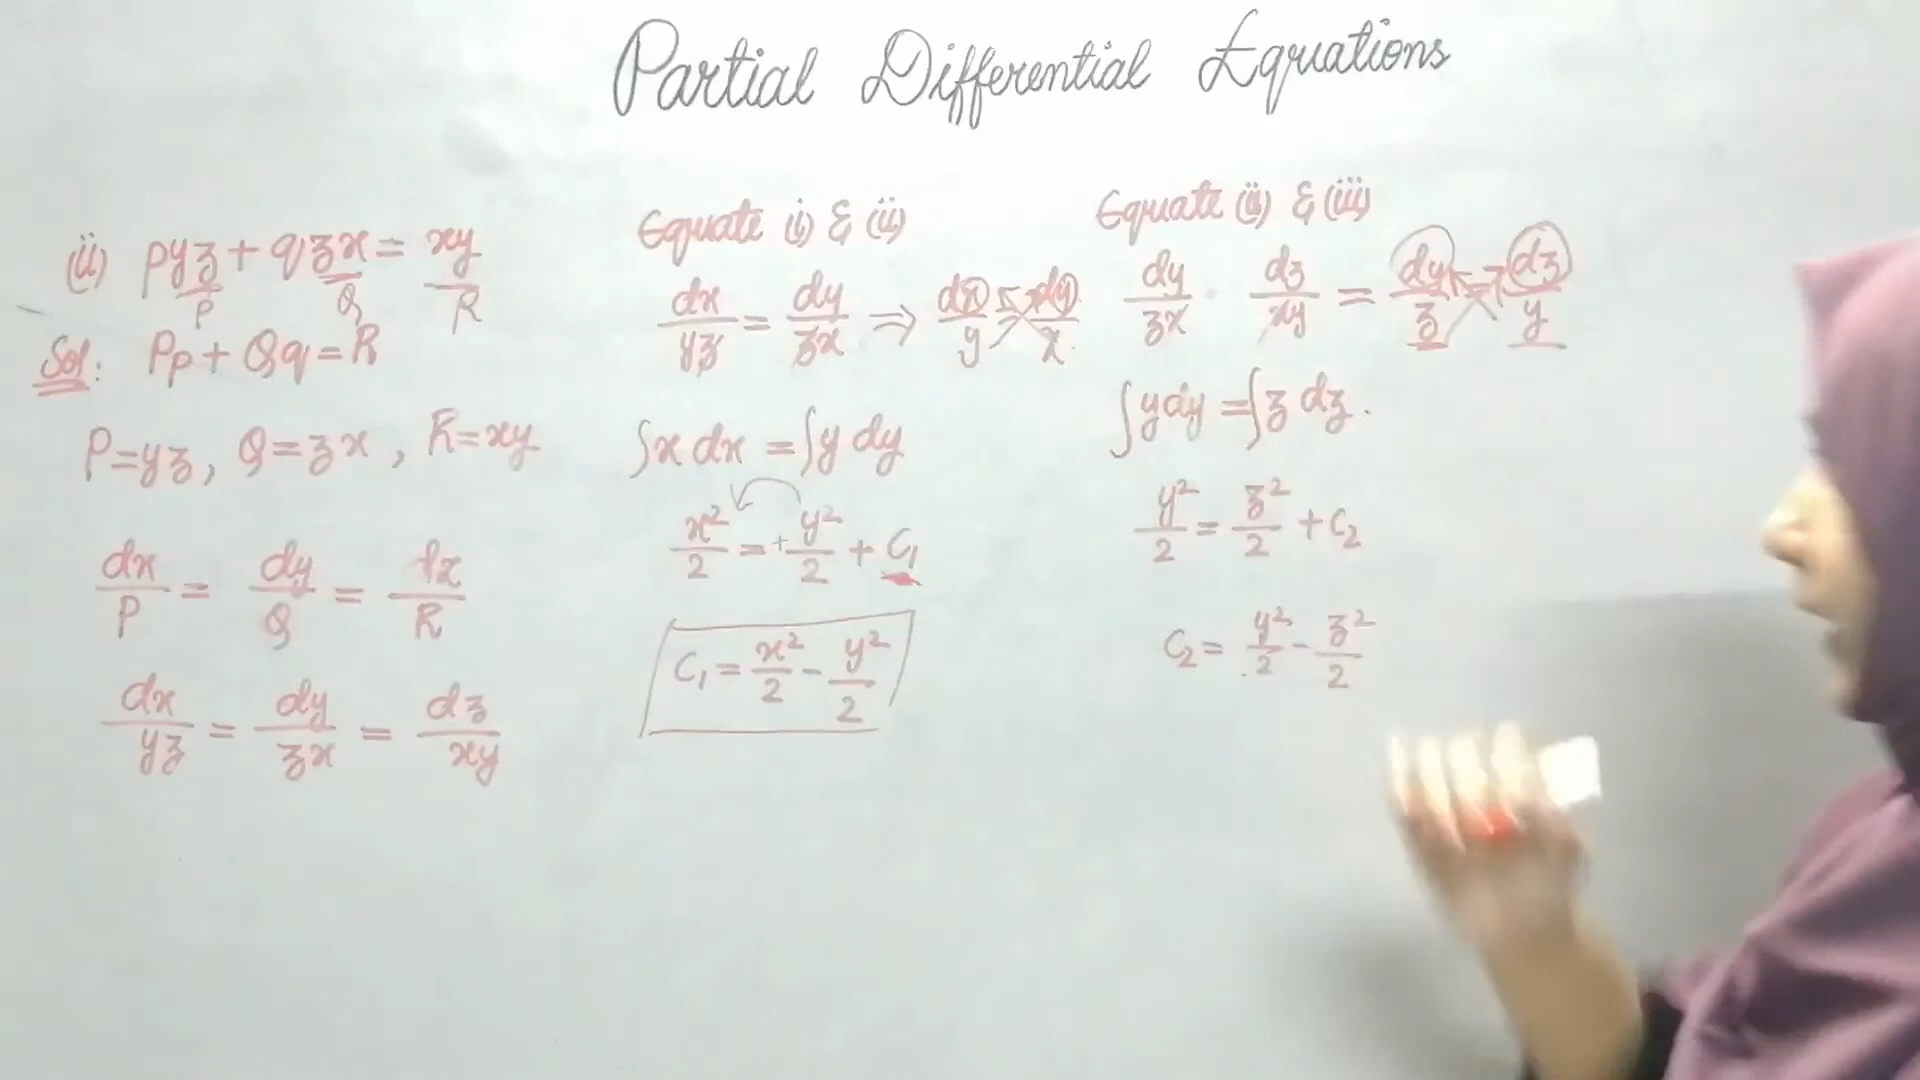 Partial Differential Equations
(ii) pyz + qzx = xy
P Q R
Sol: Pp + Qq = R
P=yz, Q=zx, R=xy
dx/P = dy/Q = dz/R
dx/yz = dy/zx = dz/xy
Equate (i) & (ii)
dx/yz = dy/zx ⇒ dx/y = dy/x
∫x dx = ∫y dy
x²/2 = +y²/2 + C₁
C₁ = x²/2 - y²/2
Equate (ii) & (iii)
dy/zx dz/xy = dy/z = dz/y
∫y dy = ∫z dz.
y²/2 = z²/2 + C₂
C₂ = y²/2 - z²/2